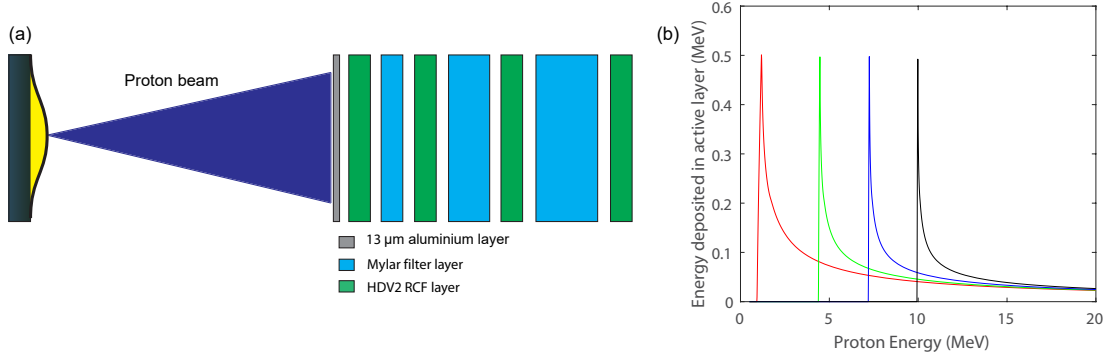 (a)
Proton beam
13 µm aluminium layer
Mylar filter layer
HDV2 RCF layer
(b)
Energy deposited in active layer (MeV)
0.6
0.5
0.4
0.3
0.2
0.1
0
0
5
10
15
20
Proton Energy (MeV)